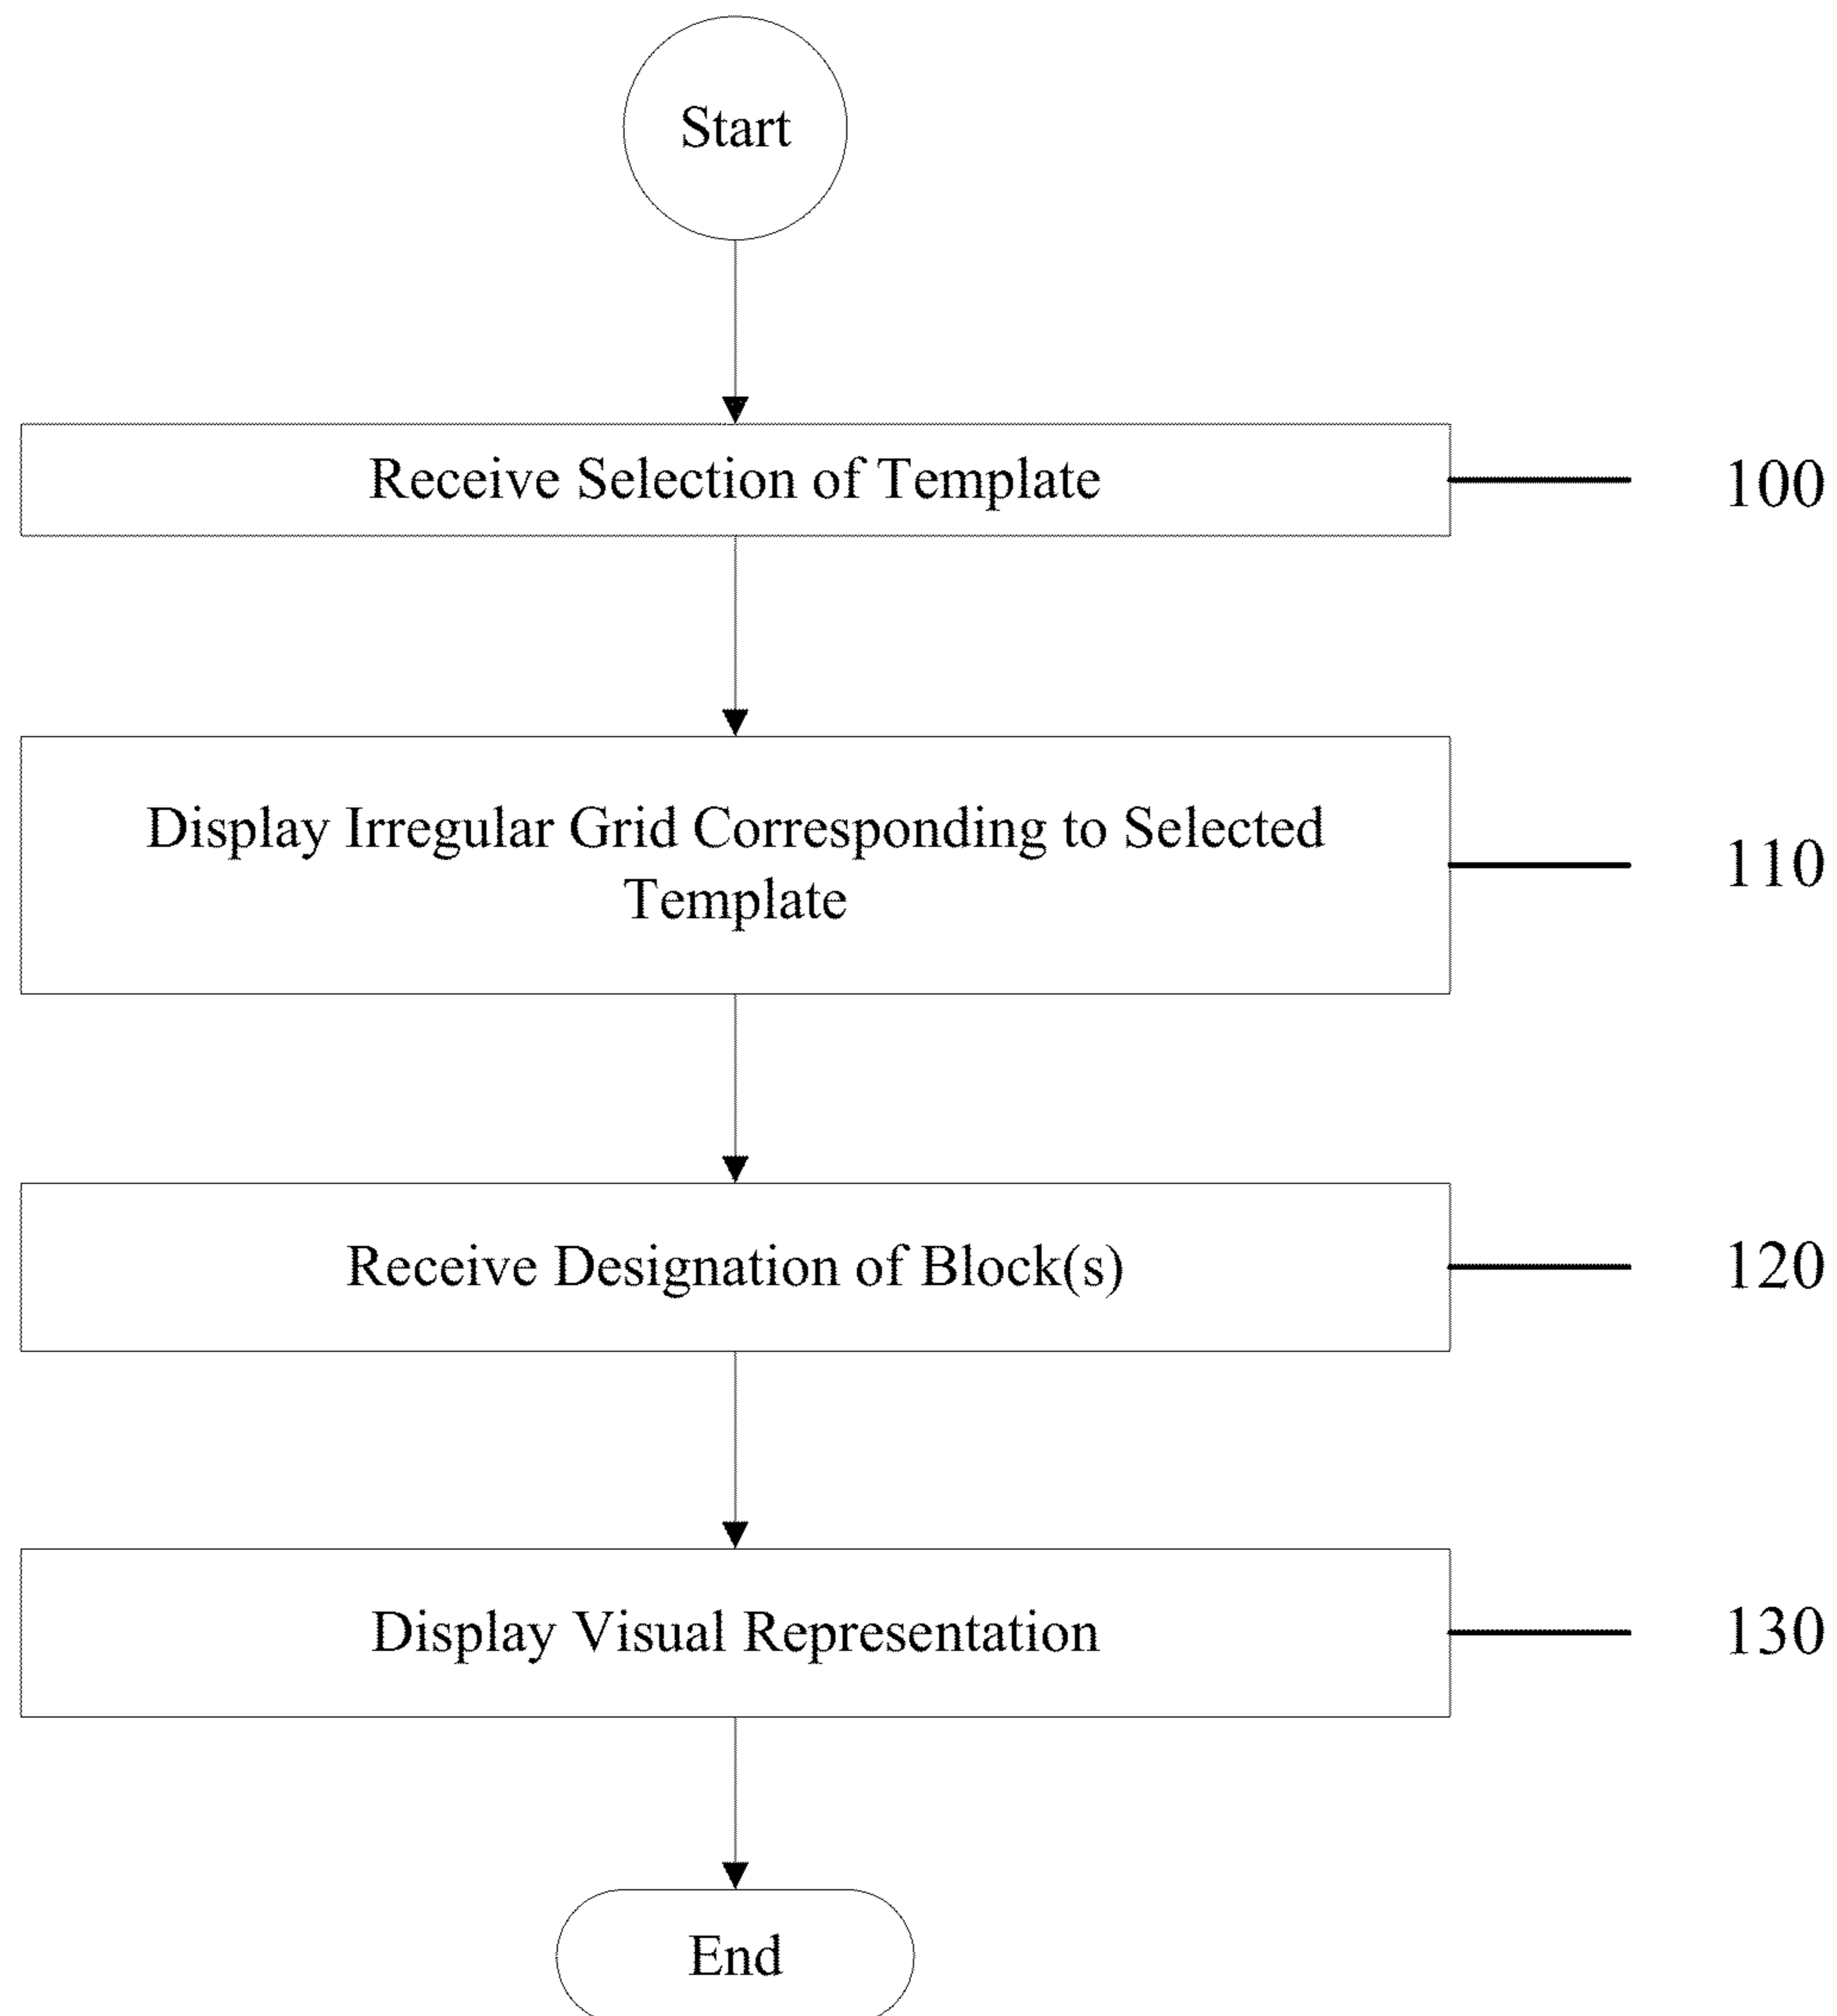 Start
Receive Selection of Template
100
Display Irregular Grid Corresponding to Selected
Template
110
Receive Designation of Block(s)
120
Display Visual Representation
130
End